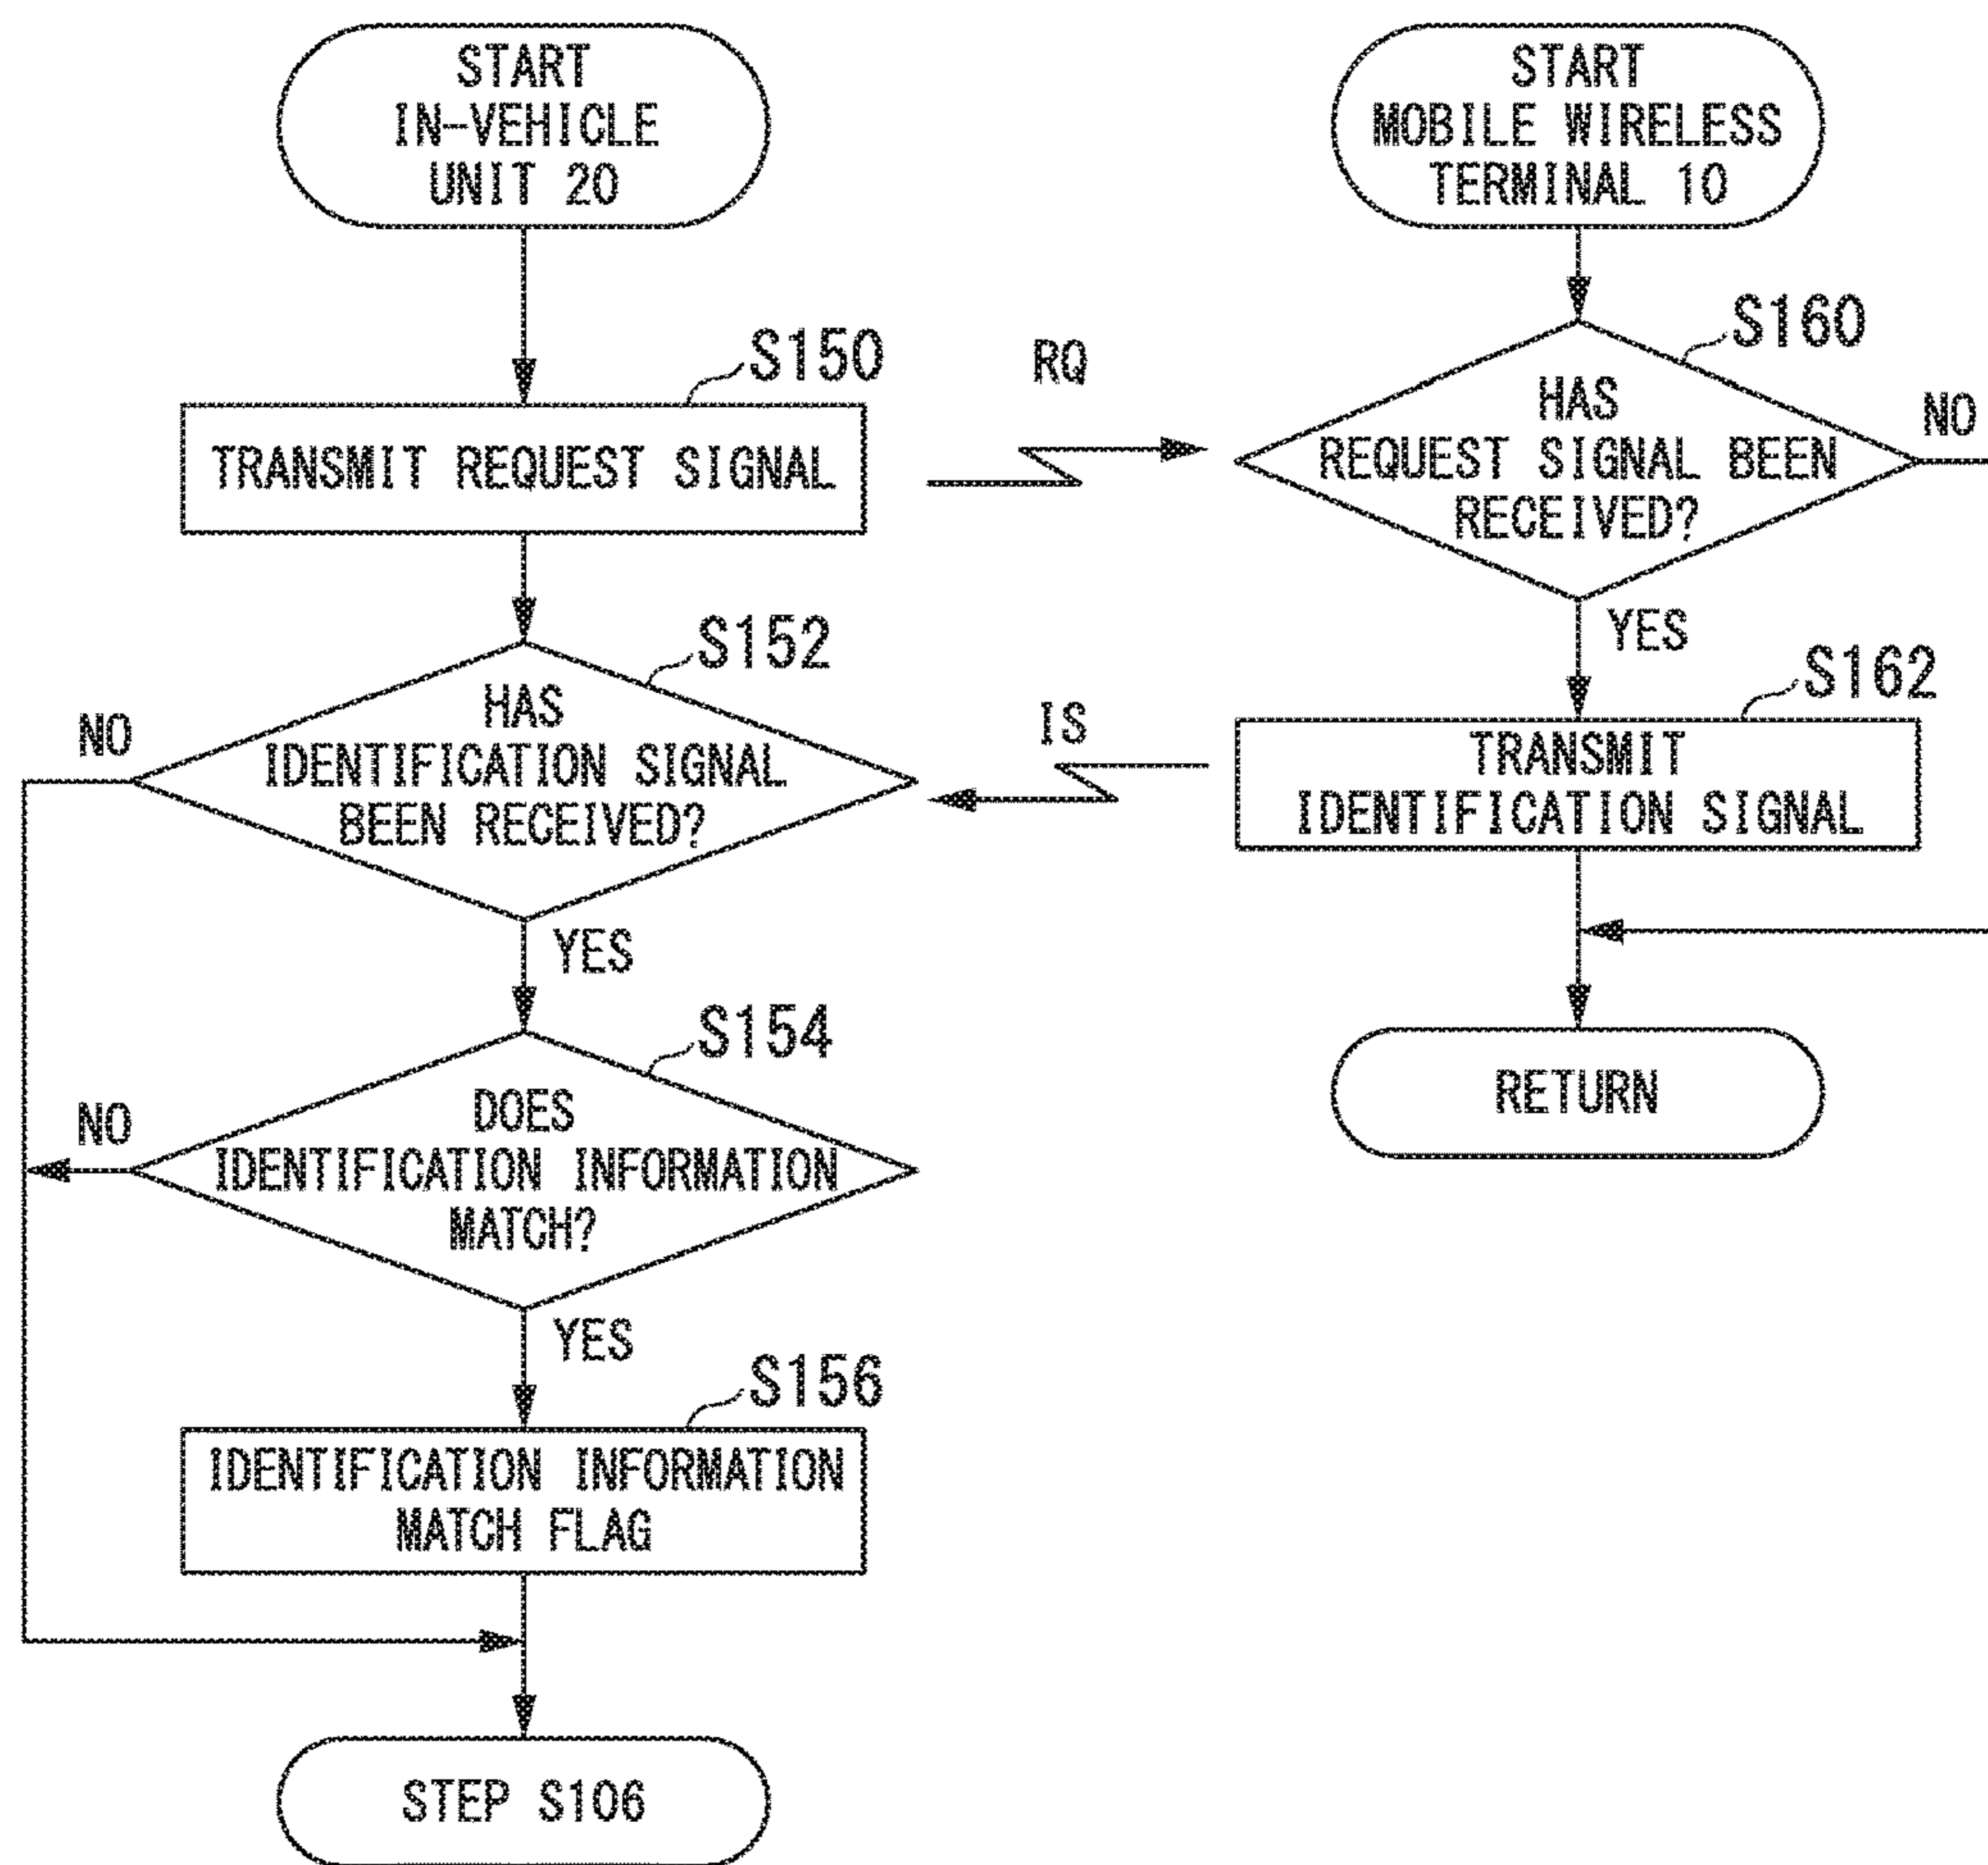 START
IN-VEHICLE
UNIT 20
S150
TRANSMIT REQUEST SIGNAL
RQ
S152
HAS
IDENTIFICATION SIGNAL
BEEN RECEIVED?
NO
YES
IS
S154
DOES
IDENTIFICATION INFORMATION
MATCH?
NO
YES
S156
IDENTIFICATION INFORMATION
MATCH FLAG
STEP S106
START
MOBILE WIRELESS
TERMINAL 10
S160
HAS
REQUEST SIGNAL BEEN
RECEIVED?
NO
YES
S162
TRANSMIT
IDENTIFICATION SIGNAL
RETURN